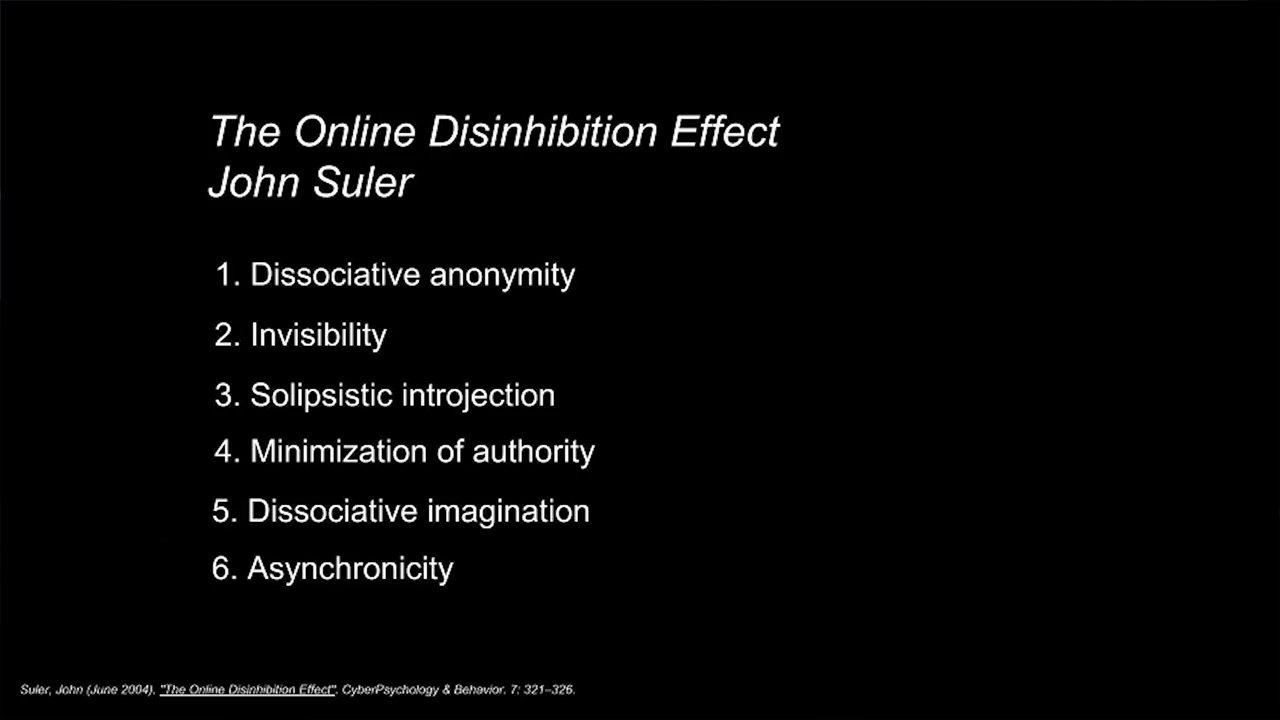 The Online Disinhibition Effect
John Suler
1. Dissociative anonymity
2. Invisibility
3. Solipsistic introjection
4. Minimization of authority
5. Dissociative imagination
6. Asynchronicity
Suler, John (June 2004). "The Online Disinhibition Effect". CyberPsychology & Behavior. 7: 321–326.